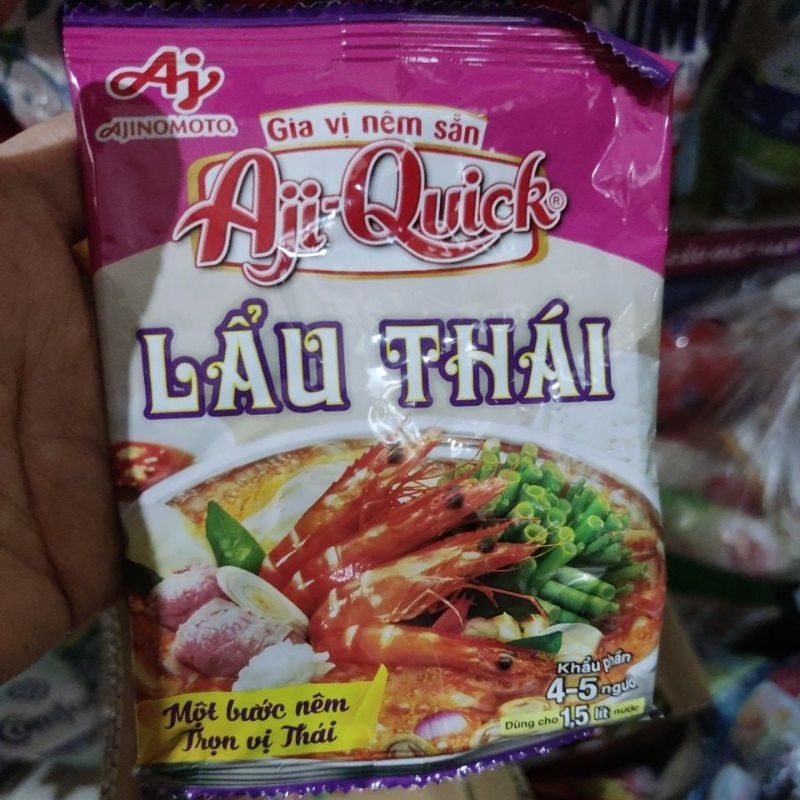 AJINOMOTO
Gia vị nêm sẵn
Aji-Quick®
LẨU THÁI
Một bước nêm
Trọn vị Thái
Khẩu phần
4-5 người
Dùng cho 1,5 lít nước